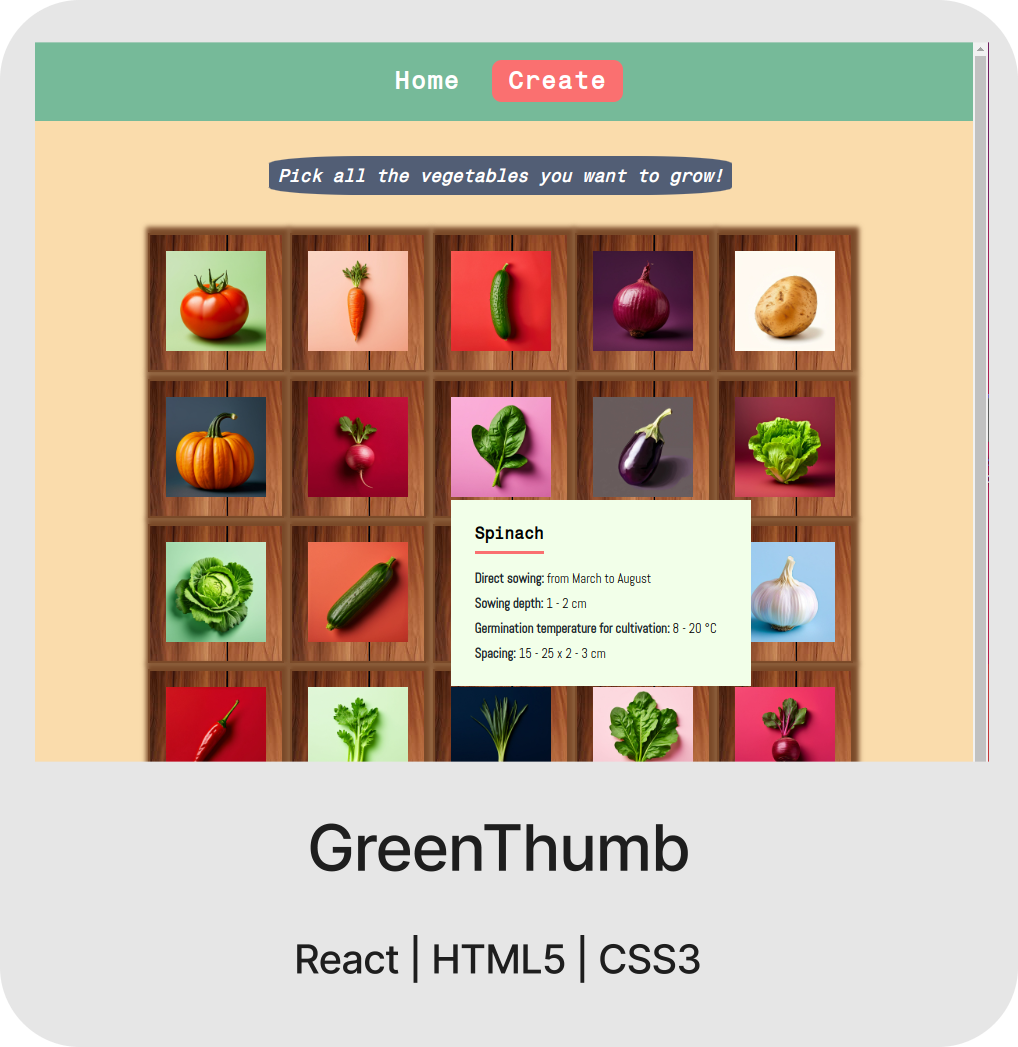 Home Create
Pick all the vegetables you want to grow!
Spinach
Direct sowing: from March to August
Sowing depth: 1 - 2 cm
Germination temperature for cultivation: 8 - 20 °C
Spacing: 15 - 25 x 2 - 3 cm
GreenThumb
React | HTML5 | CSS3